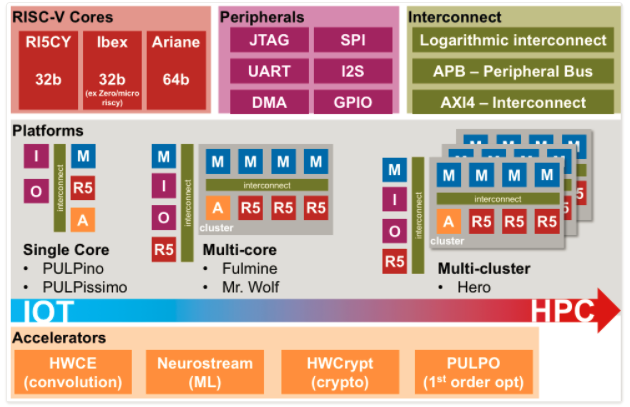 RISC-V Cores
RI5CY
32b
Ibex
32b
(ex Zero/micro
riscy)
Ariane
64b
Peripherals
JTAG
SPI
UART
I2S
DMA
GPIO
Interconnect
Logarithmic interconnect
APB – Peripheral Bus
AXI4 – Interconnect
Platforms
I
O
interconnect
M
R5
A
Single Core
• PULPino
• PULPissimo
M
I
O
R5
interconnect
M M M M
interconnect
A R5 R5 R5
cluster
Multi-core
• Fulmine
• Mr. Wolf
M
I
O
R5
interconnect
M M M M
M M M M
M M M M
interconnect
A R5 R5 R5
cluster
Multi-cluster
• Hero
IOT
HPC
Accelerators
HWCE
(convolution)
Neurostream
(ML)
HWCrypt
(crypto)
PULPO
(1st order opt)